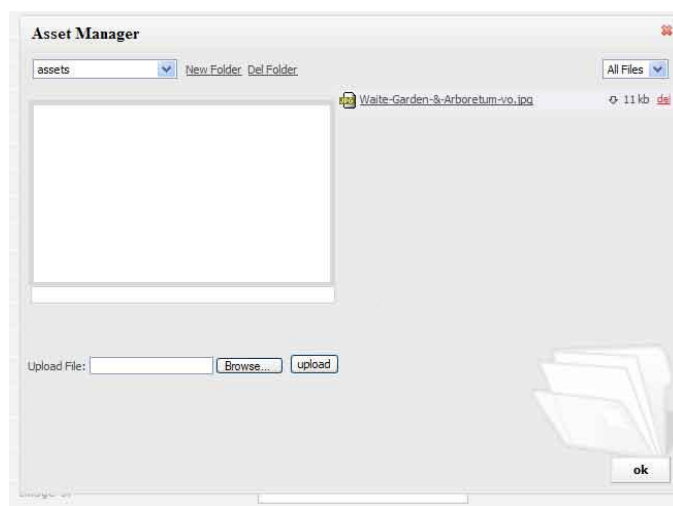 Asset Manager
assets New Folder Del Folder All Files
Waite-Garden-&-Arboretum-vo.jpg 11 kb del
Upload File: Browse... upload
ok